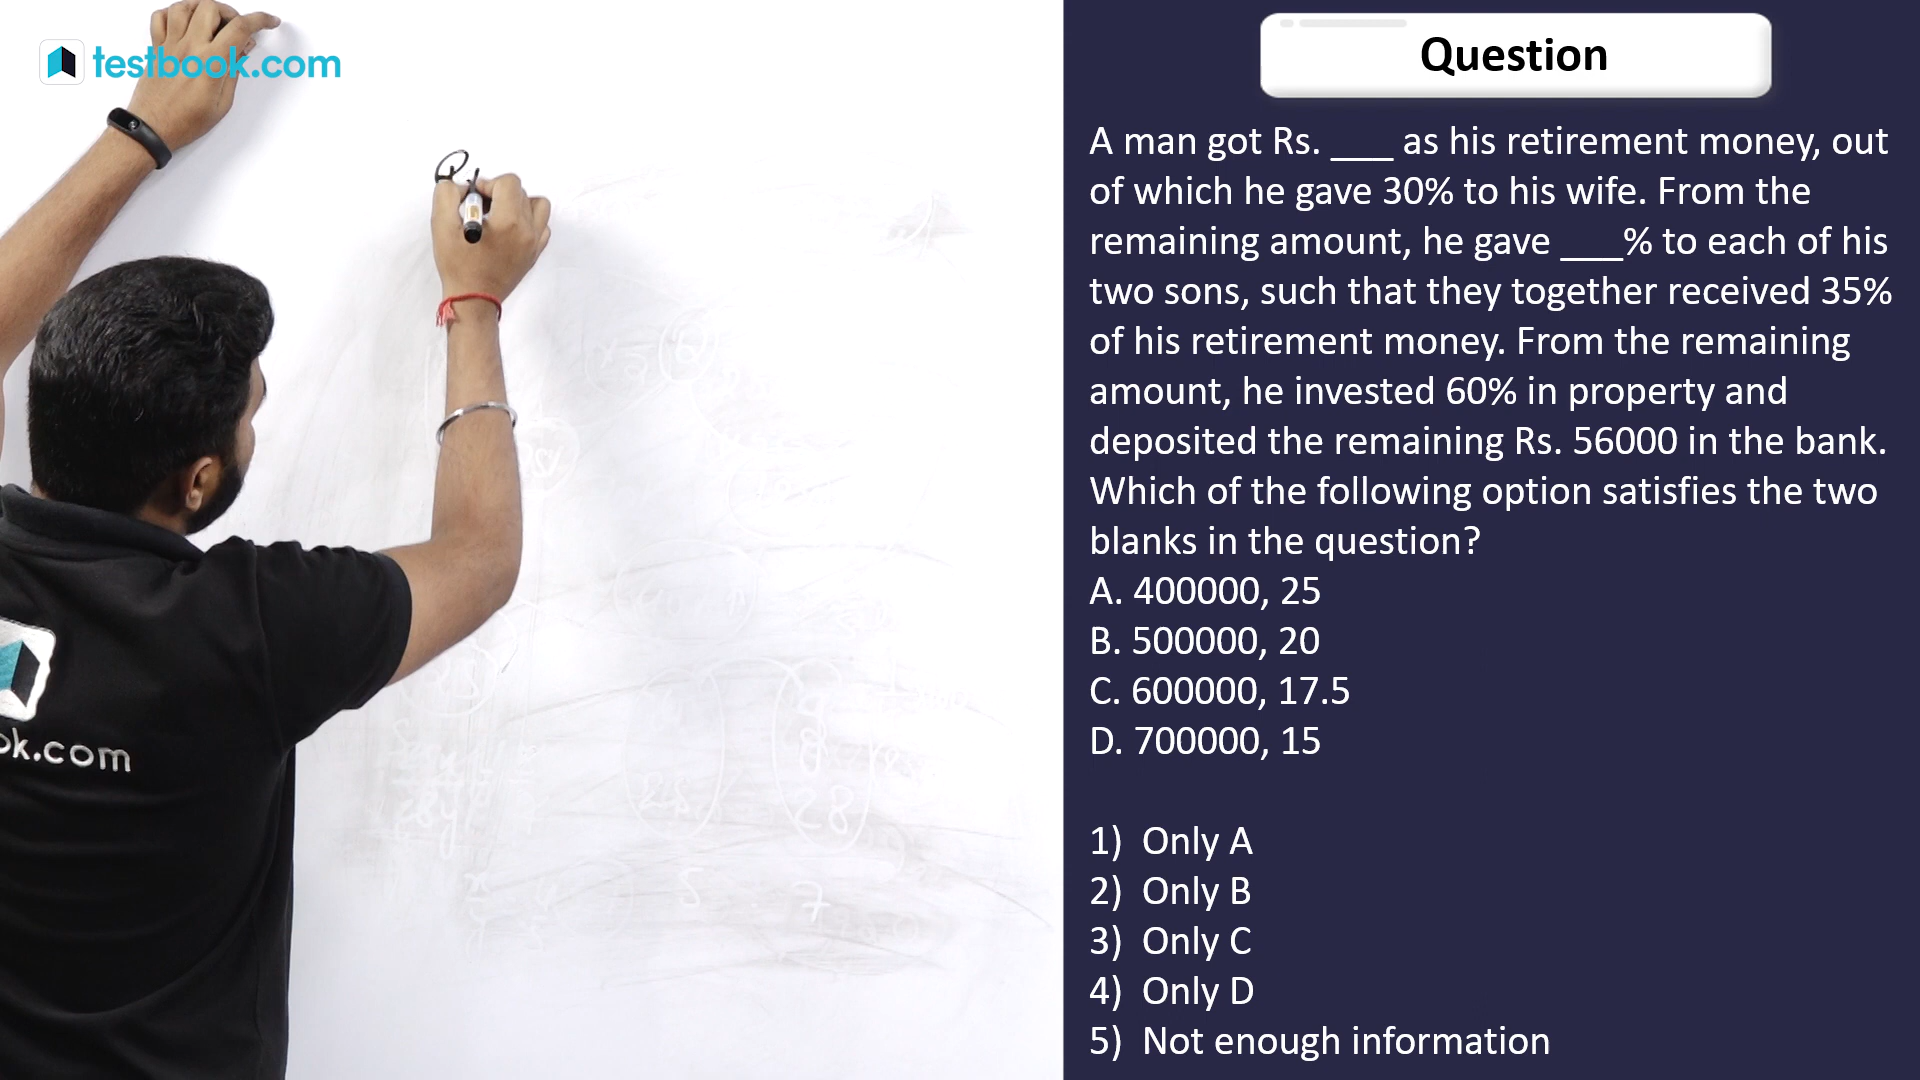 testbook.com
Question
A man got Rs. ___ as his retirement money, out
of which he gave 30% to his wife. From the
remaining amount, he gave ___% to each of his
two sons, such that they together received 35%
of his retirement money. From the remaining
amount, he invested 60% in property and
deposited the remaining Rs. 56000 in the bank.
Which of the following option satisfies the two
blanks in the question?
A. 400000, 25
B. 500000, 20
C. 600000, 17.5
D. 700000, 15
1) Only A
2) Only B
3) Only C
4) Only D
5) Not enough information
ok.com